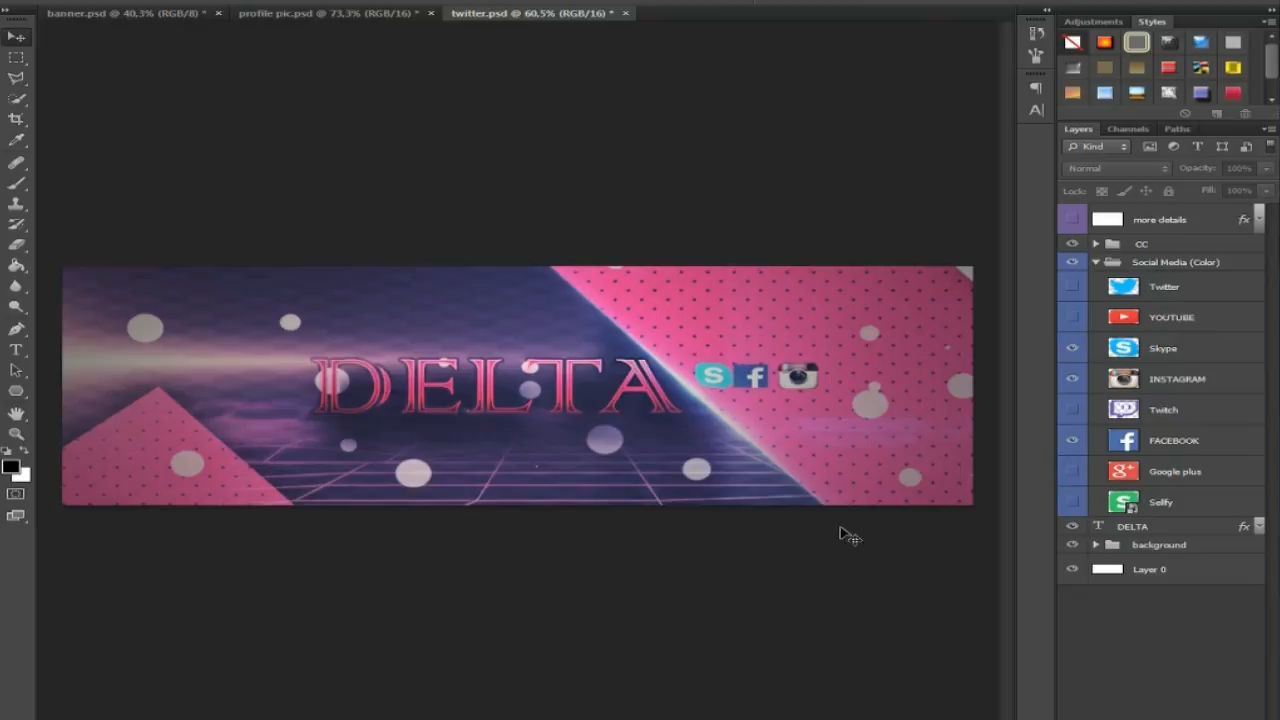 banner.psd @ 40,3% (RGB/8) * ×
profile pic.psd @ 73,3% (RGB/16) * ×
twitter.psd @ 60,5% (RGB/16) * ×
Adjustments Styles
Layers Channels Paths
Kind
Normal Opacity: 100%
Lock: Fill: 100%
more details fx
CC
Social Media (Color)
Twitter
YOUTUBE
Skype
INSTAGRAM
Twitch
FACEBOOK
Google plus
Sellfy
T DELTA fx
background
Layer 0
DELTA